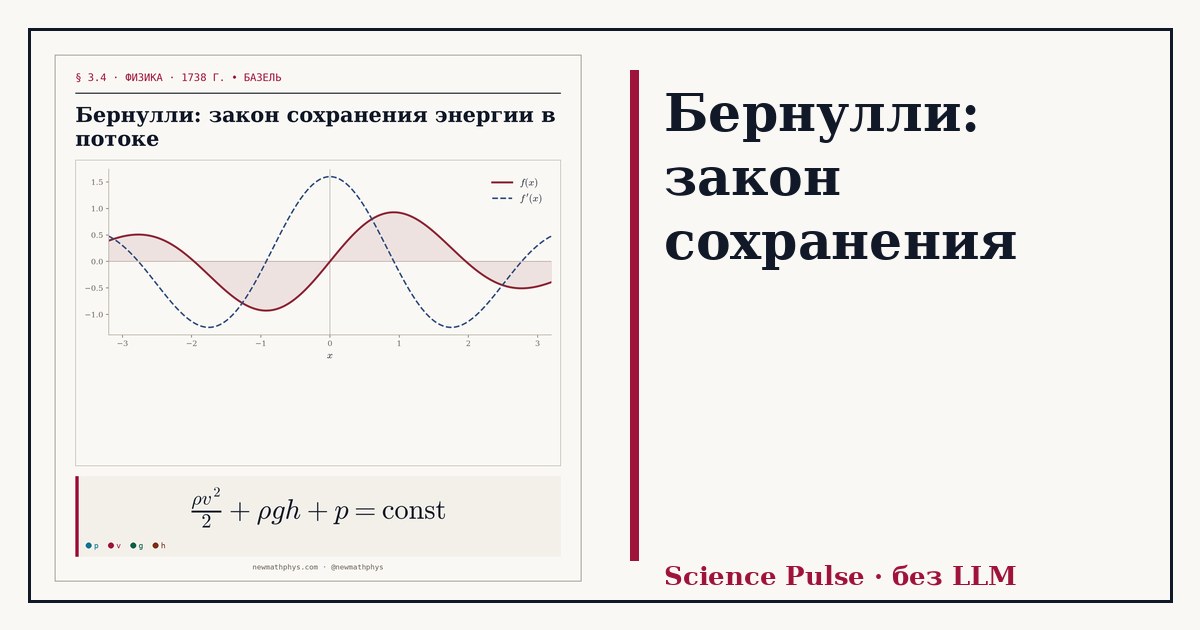 § 3.4 · ФИЗИКА · 1738 Г. • БАЗЕЛЬ
Бернулли: закон сохранения энергии в
потоке
1.5
1.0
0.5
0.0
−0.5
−1.0
f(x)
f′(x)
−3 −2 −1 0 1 2 3
x
ρv²/2 + ρgh + p = const
p v g h
newmathphys.com · @newmathphys
Бернулли:
закон
сохранения
Science Pulse · без LLM